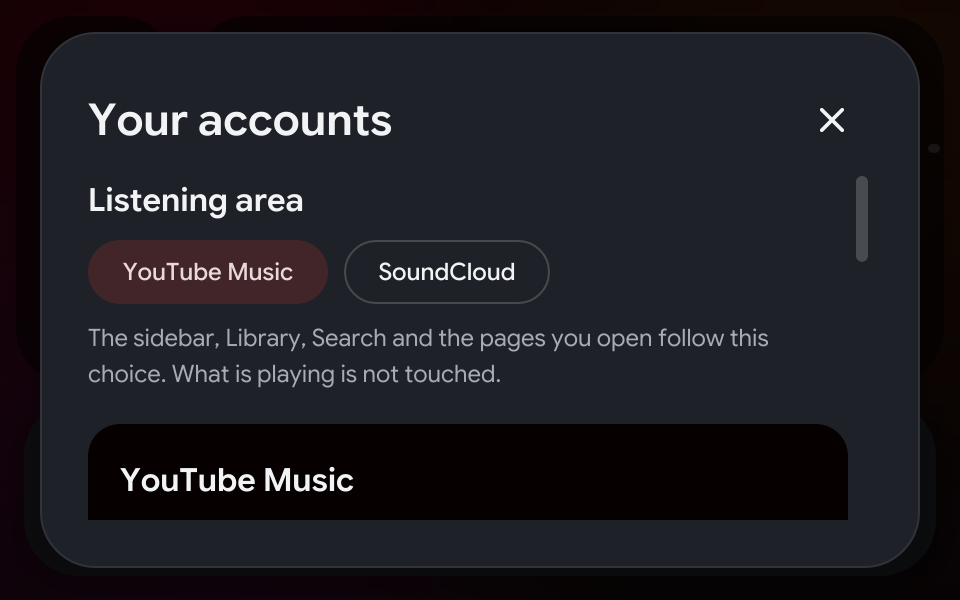 Your accounts
Listening area
YouTube Music
SoundCloud
The sidebar, Library, Search and the pages you open follow this
choice. What is playing is not touched.
YouTube Music